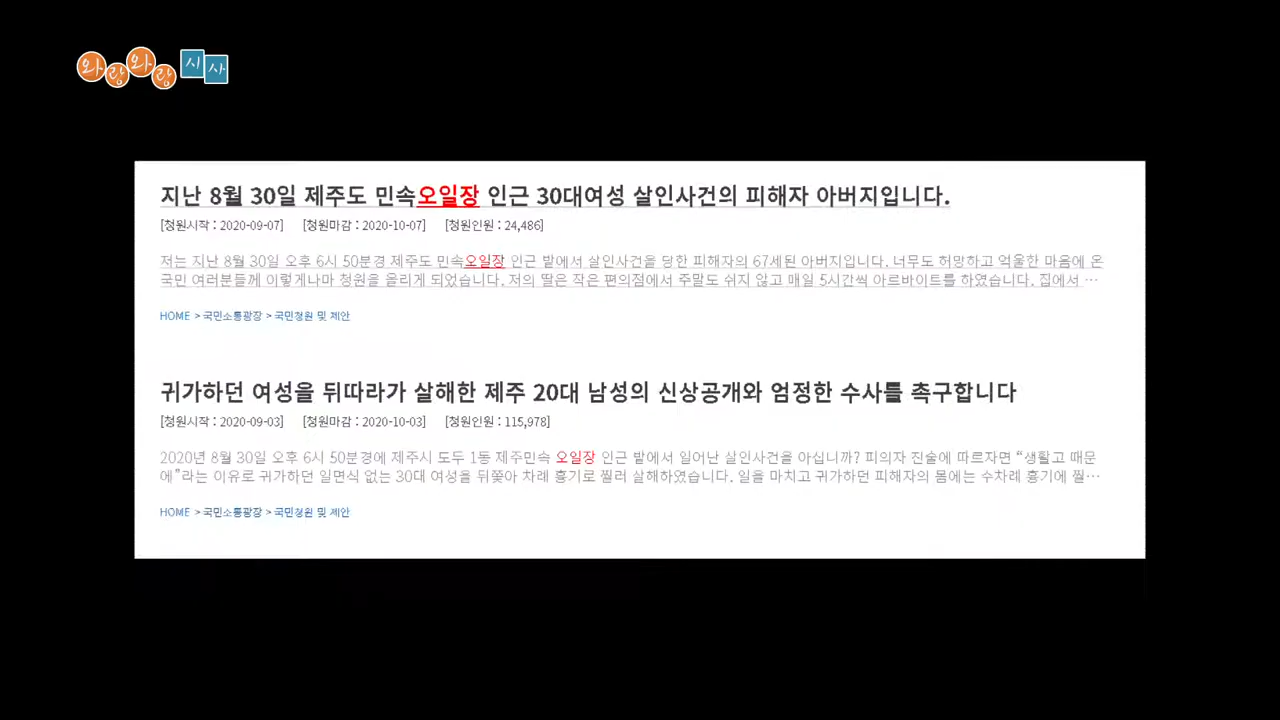 와랑와랑 시사
지난 8월 30일 제주도 민속오일장 인근 30대여성 살인사건의 피해자 아버지입니다.
[청원시작 : 2020-09-07] [청원마감 : 2020-10-07] [청원인원 : 24,486]
저는 지난 8월 30일 오후 6시 50분경 제주도 민속오일장 인근 밭에서 살인사건을 당한 피해자의 67세된 아버지입니다. 너무도 허망하고 억울한 마음에 온
국민 여러분들께 이렇게나마 청원을 올리게 되었습니다. 저의 딸은 작은 편의점에서 주말도 쉬지 않고 매일 5시간씩 아르바이트를 하였습니다. 집에서 …
HOME > 국민소통광장 > 국민청원 및 제안
귀가하던 여성을 뒤따라가 살해한 제주 20대 남성의 신상공개와 엄정한 수사를 촉구합니다
[청원시작 : 2020-09-03] [청원마감 : 2020-10-03] [청원인원 : 115,978]
2020년 8월 30일 오후 6시 50분경에 제주시 도두 1동 제주민속 오일장 인근 밭에서 일어난 살인사건을 아십니까? 피의자 진술에 따르자면 “생활고 때문
에”라는 이유로 귀가하던 일면식 없는 30대 여성을 뒤쫓아 차례 흉기로 찔러 살해하였습니다. 일을 마치고 귀가하던 피해자의 몸에는 수차례 흉기에 찔…
HOME > 국민소통광장 > 국민청원 및 제안